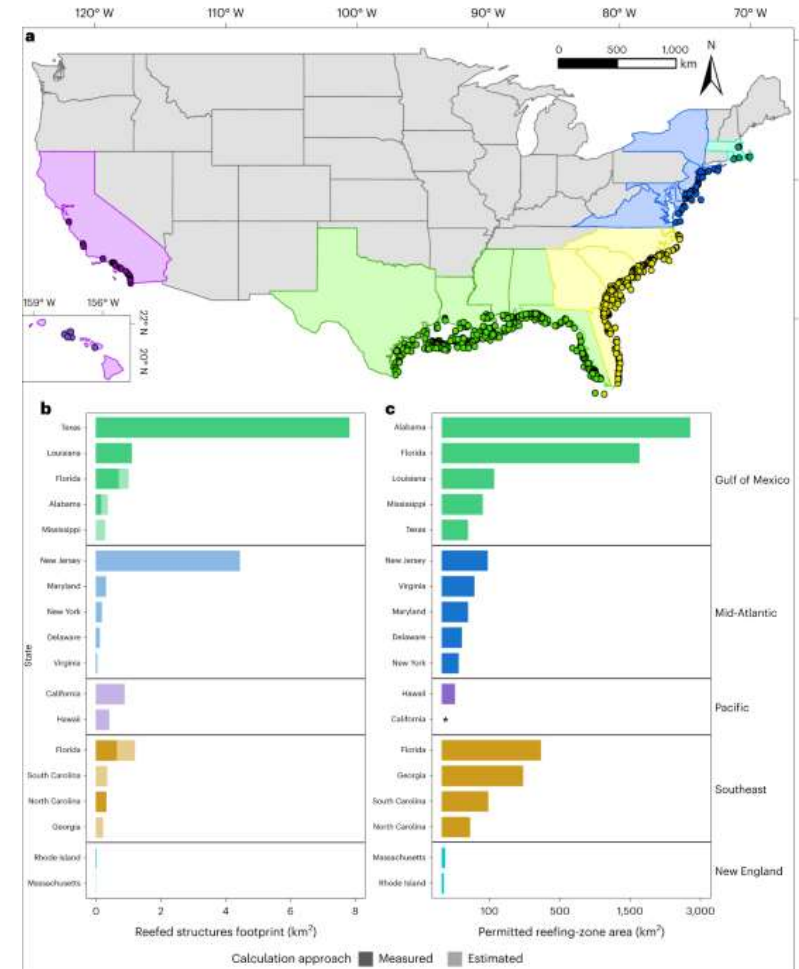 120° W 110° W 100° W 90° W 80° W 70° W
a
0 500 1,000
km
N
159° W 156° W
22° N
20° N
b
c
Texas
Louisiana
Florida
Alabama
Mississippi
Alabama
Florida
Louisiana
Mississippi
Texas
Gulf of Mexico
New Jersey
Maryland
New York
Delaware
Virginia
New Jersey
Virginia
Maryland
Delaware
New York
Mid-Atlantic
State
California
Hawaii
Hawaii
California
*
Pacific
Florida
South Carolina
North Carolina
Georgia
Florida
Georgia
South Carolina
North Carolina
Southeast
Rhode Island
Massachusetts
Massachusetts
Rhode Island
New England
0 2 4 6 8
100 500 1,500 3,000
Reefed structures footprint (km²)
Permitted reefing-zone area (km²)
Calculation approach Measured Estimated